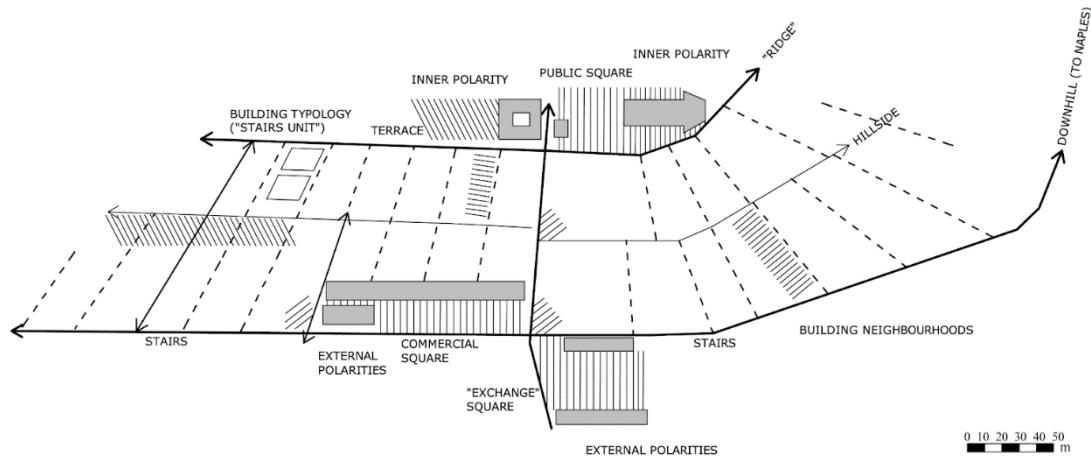 DOWNHILL (TO NAPLES)
"RIDGE"
INNER POLARITY
PUBLIC SQUARE
INNER POLARITY
BUILDING TYPOLOGY
("STAIRS UNIT")
TERRACE
HILLSIDE
STAIRS
EXTERNAL
POLARITIES
COMMERCIAL
SQUARE
STAIRS
BUILDING NEIGHBOURHOODS
"EXCHANGE"
SQUARE
EXTERNAL POLARITIES
0 10 20 30 40 50
m